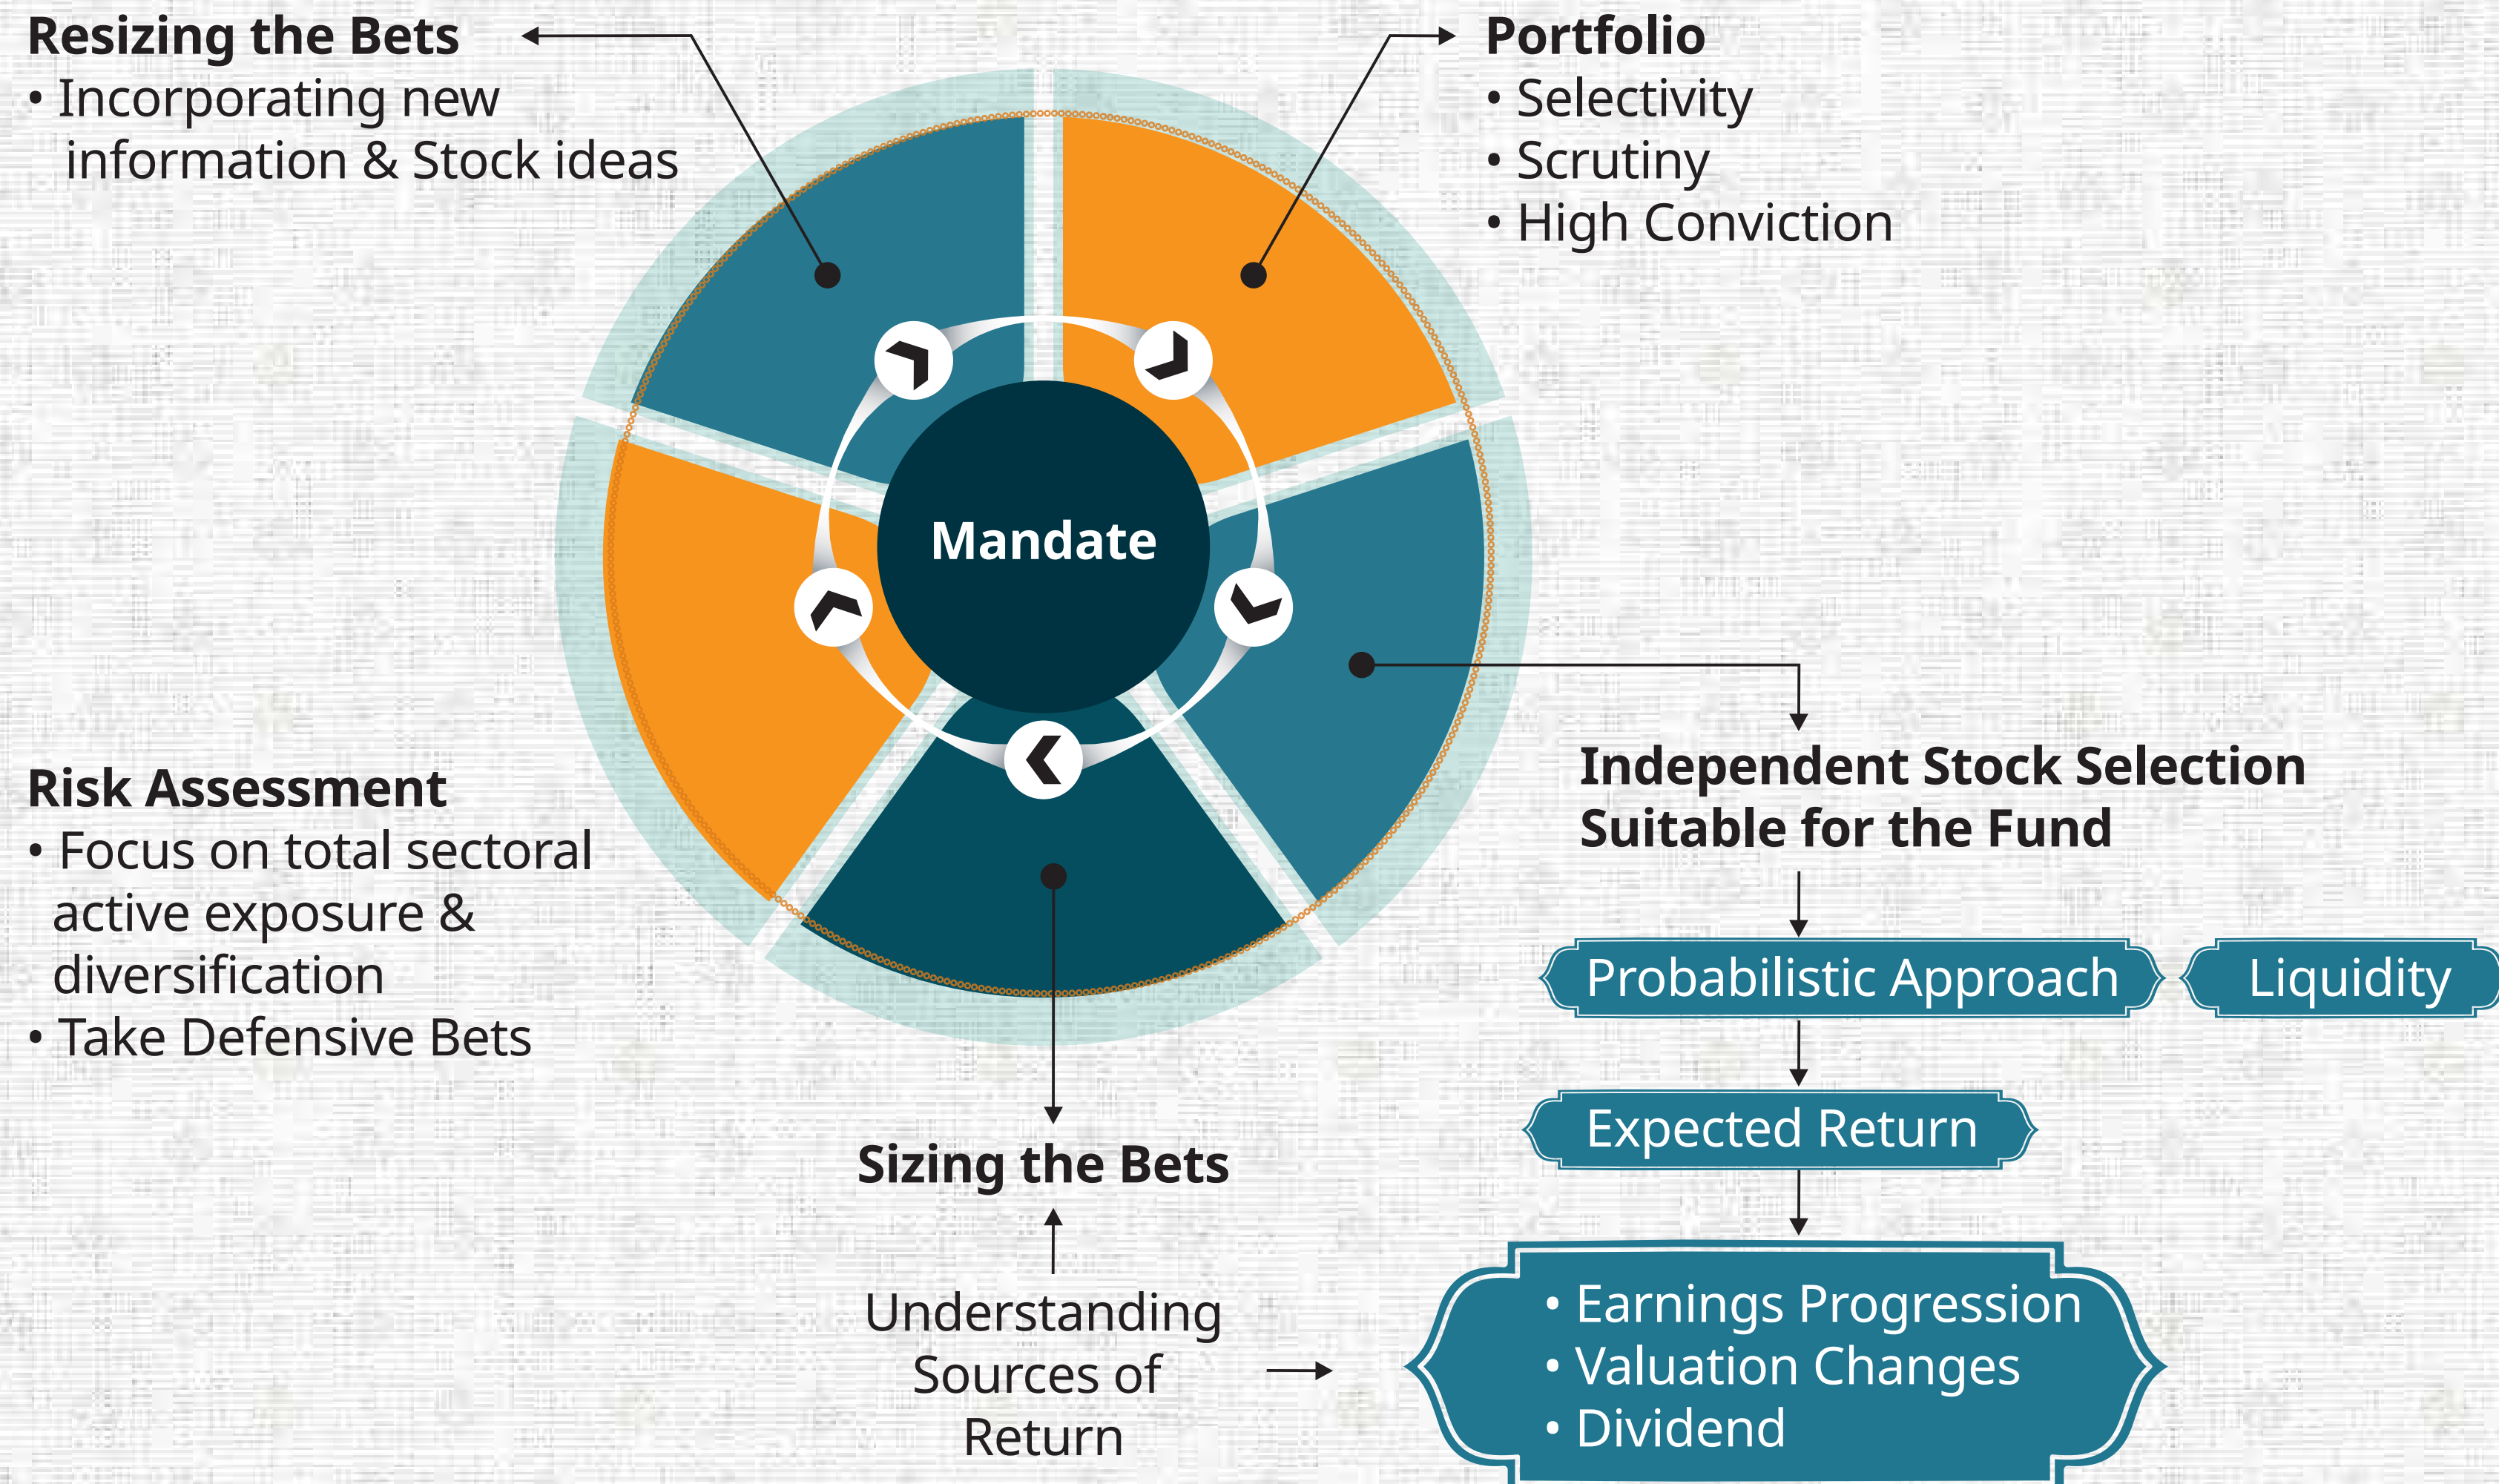 Resizing the Bets
• Incorporating new
information & Stock ideas
Portfolio
• Selectivity
• Scrutiny
• High Conviction
Mandate
Risk Assessment
• Focus on total sectoral
active exposure &
diversification
• Take Defensive Bets
Independent Stock Selection
Suitable for the Fund
Probabilistic Approach
Liquidity
Expected Return
Sizing the Bets
Understanding
Sources of
Return
• Earnings Progression
• Valuation Changes
• Dividend